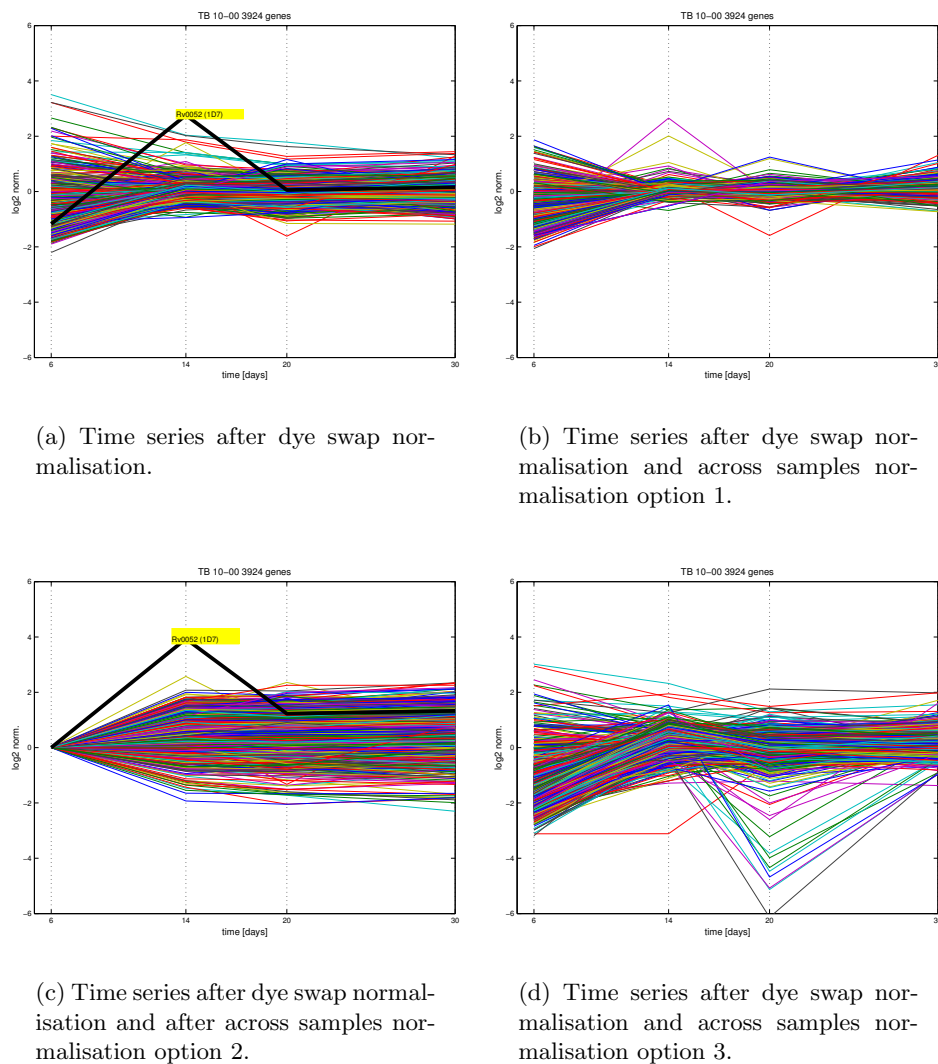 TB 10−00 3924 genes
6
4
2
0
−2
−4
−6
log2 norm.
Rv0052 (1D7)
6 14 20 30
time [days]
(a) Time series after dye swap nor-
malisation.
TB 10−00 3924 genes
6
4
2
0
−2
−4
−6
log2 norm.
6 14 20 30
time [days]
(b) Time series after dye swap nor-
malisation and across samples nor-
malisation option 1.
TB 10−00 3924 genes
6
4
2
0
−2
−4
−6
log2 norm.
Rv0052 (1D7)
6 14 20 30
time [days]
(c) Time series after dye swap normal-
isation and after across samples nor-
malisation option 2.
TB 10−00 3924 genes
6
4
2
0
−2
−4
−6
log2 norm.
6 14 20 3
time [days]
(d) Time series after dye swap nor-
malisation and across samples nor-
malisation option 3.